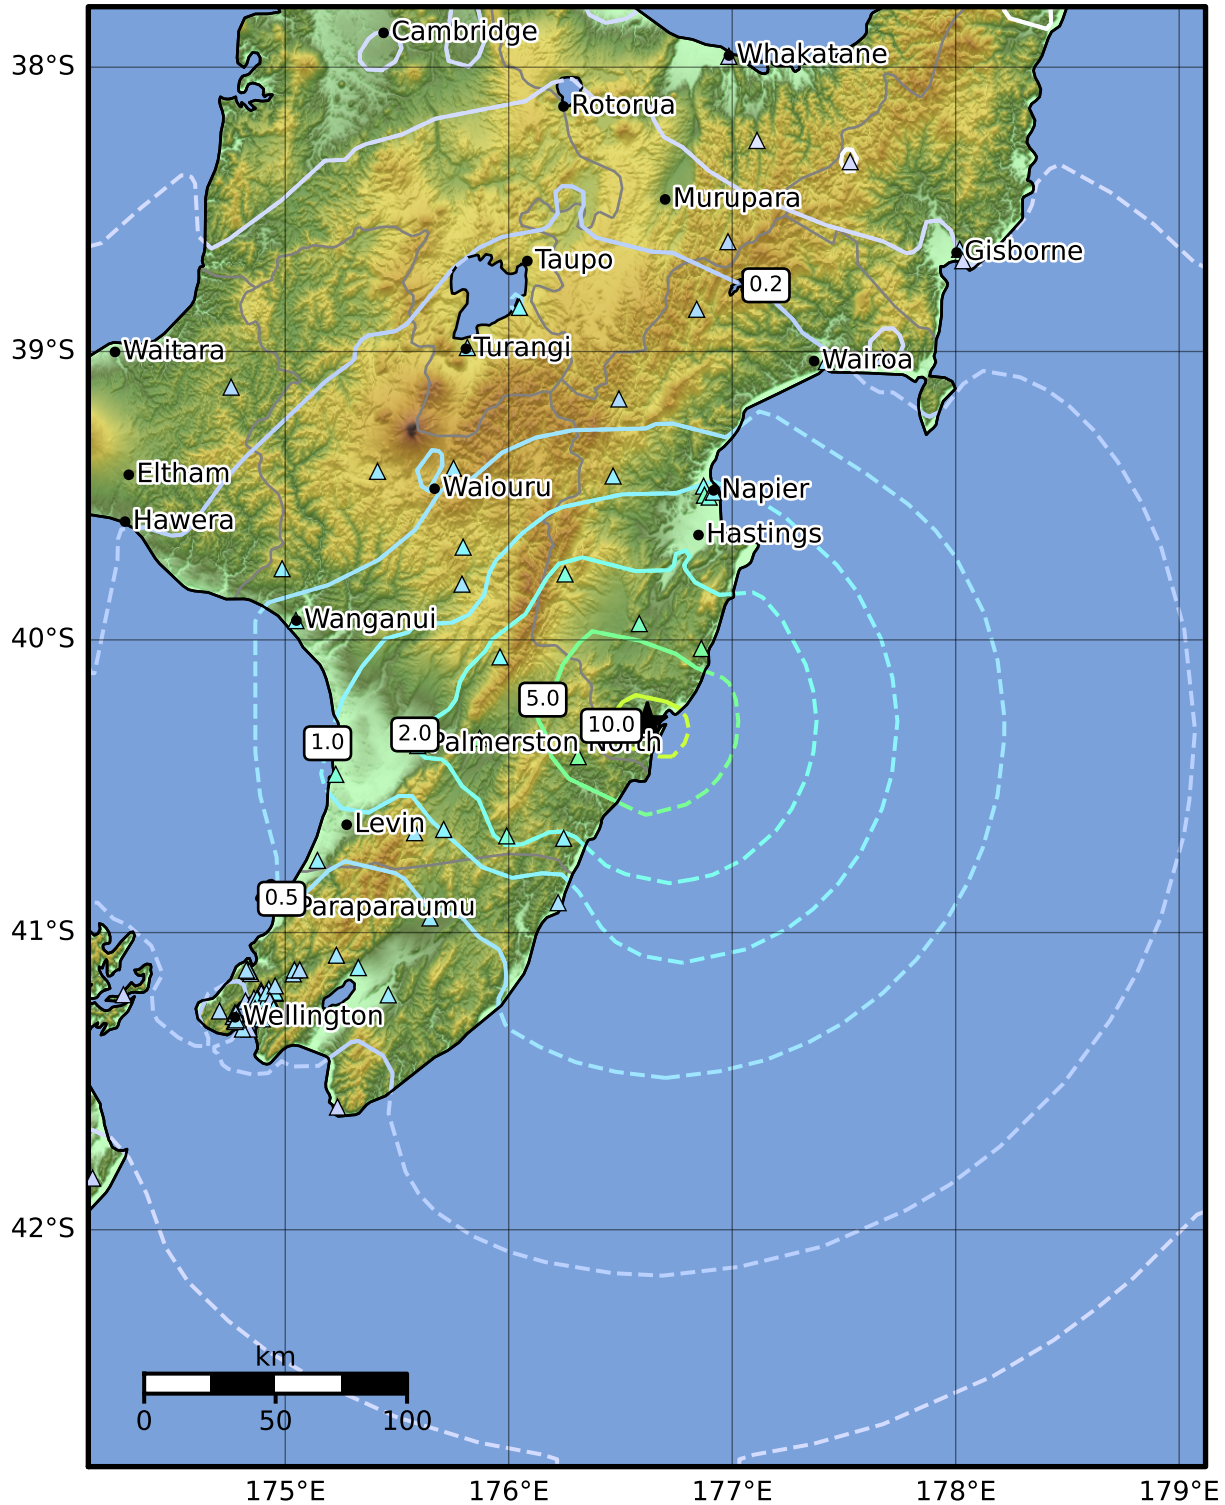 Cambridge
Whakatane
38°S
Rotorua
Murupara
Gisborne
Taupo
0.2
Waitara
Turangi
39°S
Wairoa
Eltham
Waiouru
Napier
Hawera
Hastings
Wanganui
40°S
5.0
10.0
1.0
2.0
Palmerston North
Levin
0.5
Paraparaumu
41°S
Wellington
42°S
km
0
50
100
175°E
176°E
177°E
178°E
179°E